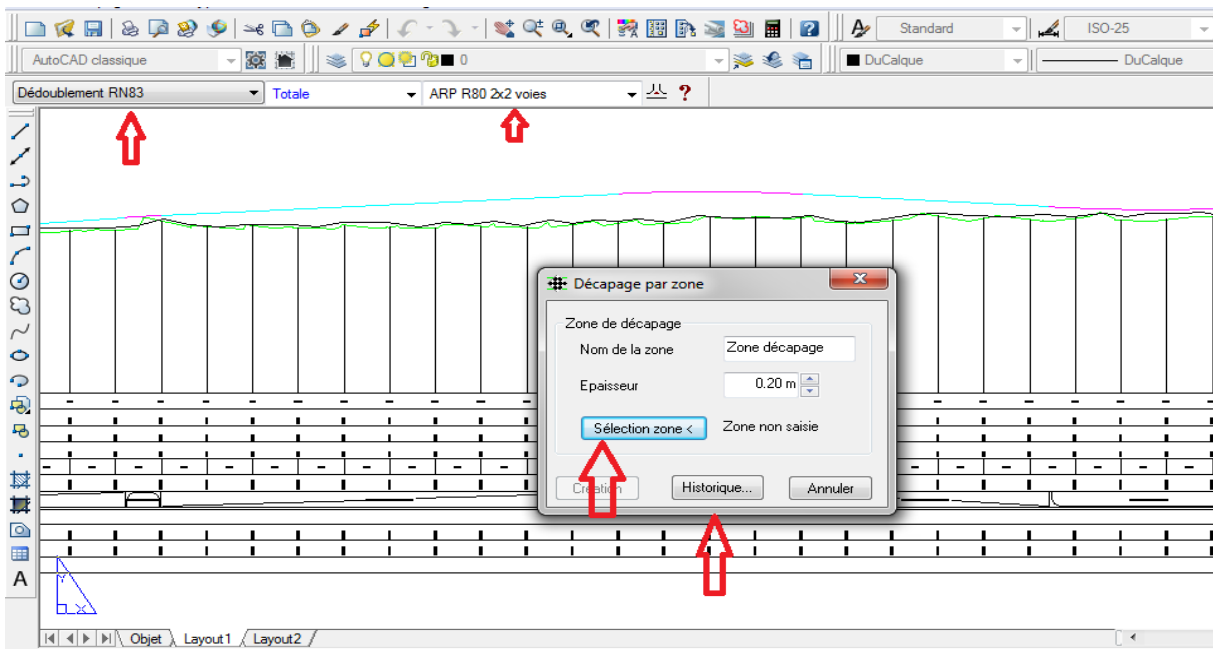 Standard
ISO-25
AutoCAD classique
0
DuCalque
DuCalque
Dédoublement RN83
Totale
ARP R80 2x2 voies
?
Décapage par zone
Zone de décapage
Nom de la zone
Zone décapage
Epaisseur
0.20 m
Sélection zone <
Zone non saisie
Création
Historique...
Annuler
A
Y
X
Objet
Layout1
Layout2